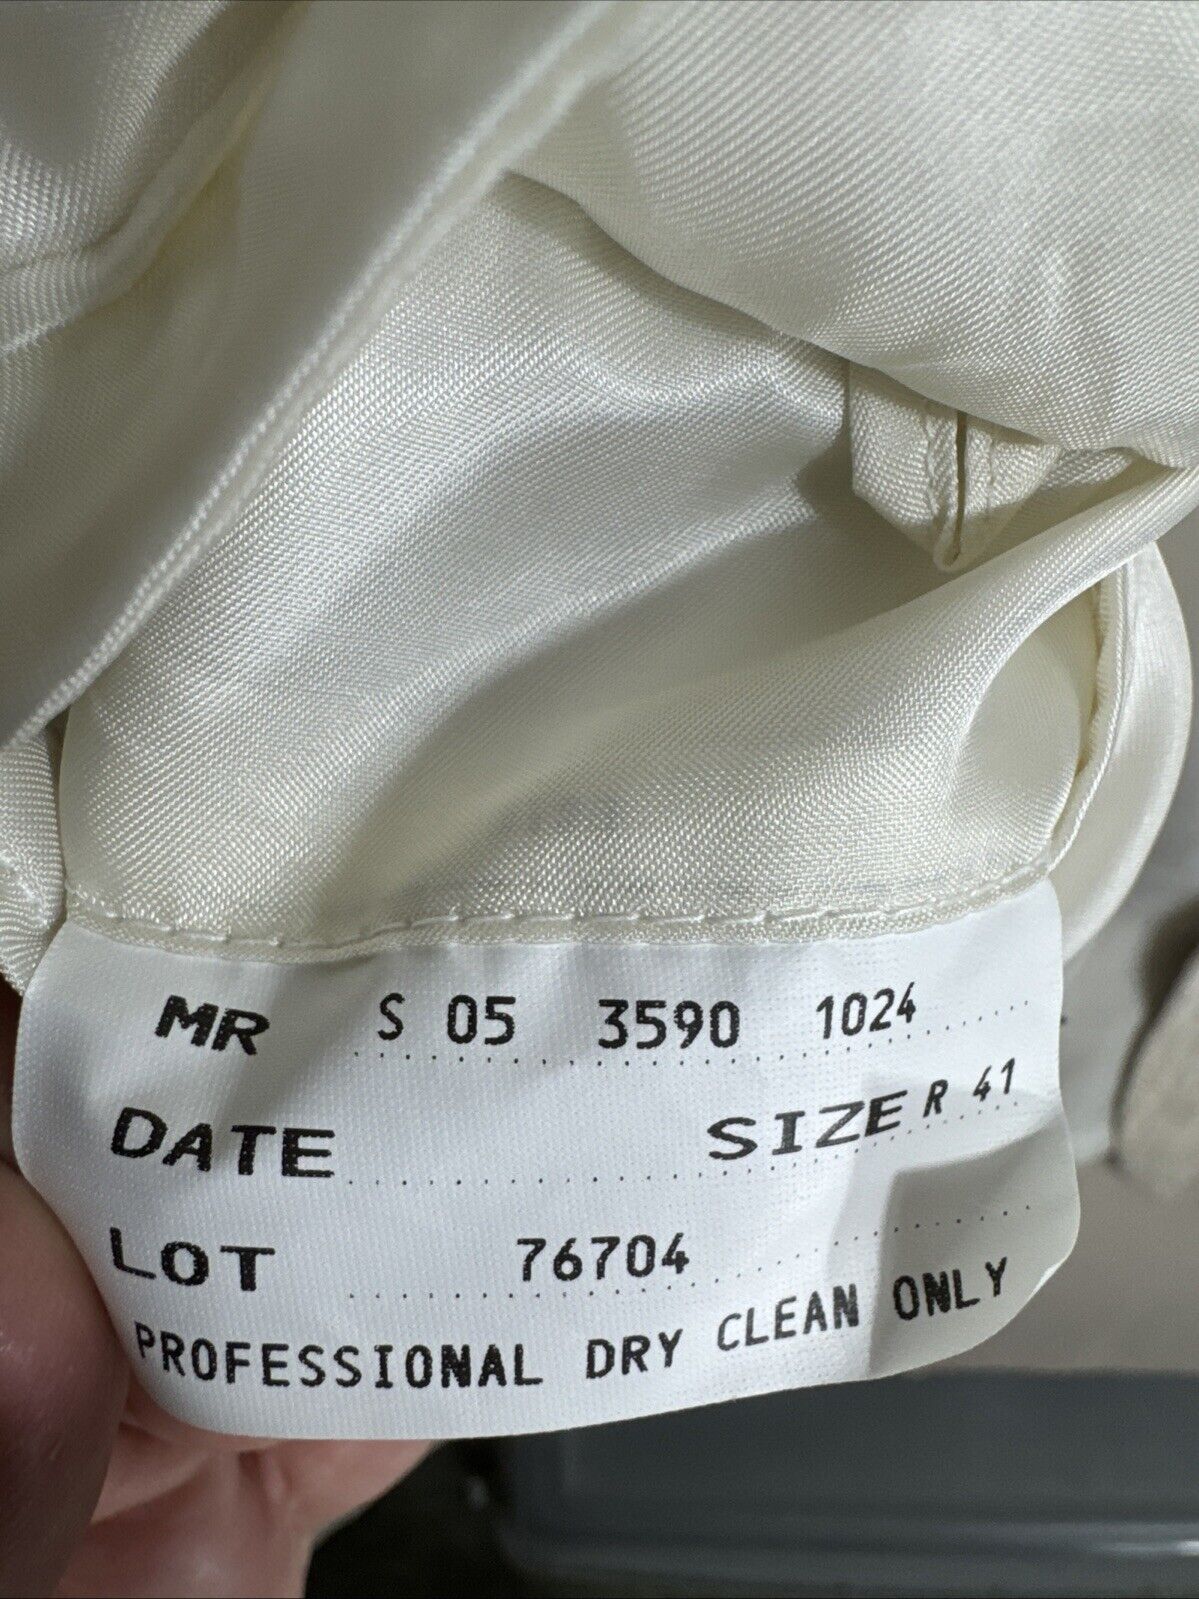 MR S 05 3590 1024
DATE SIZE R 41
LOT 76704
PROFESSIONAL DRY CLEAN ONLY